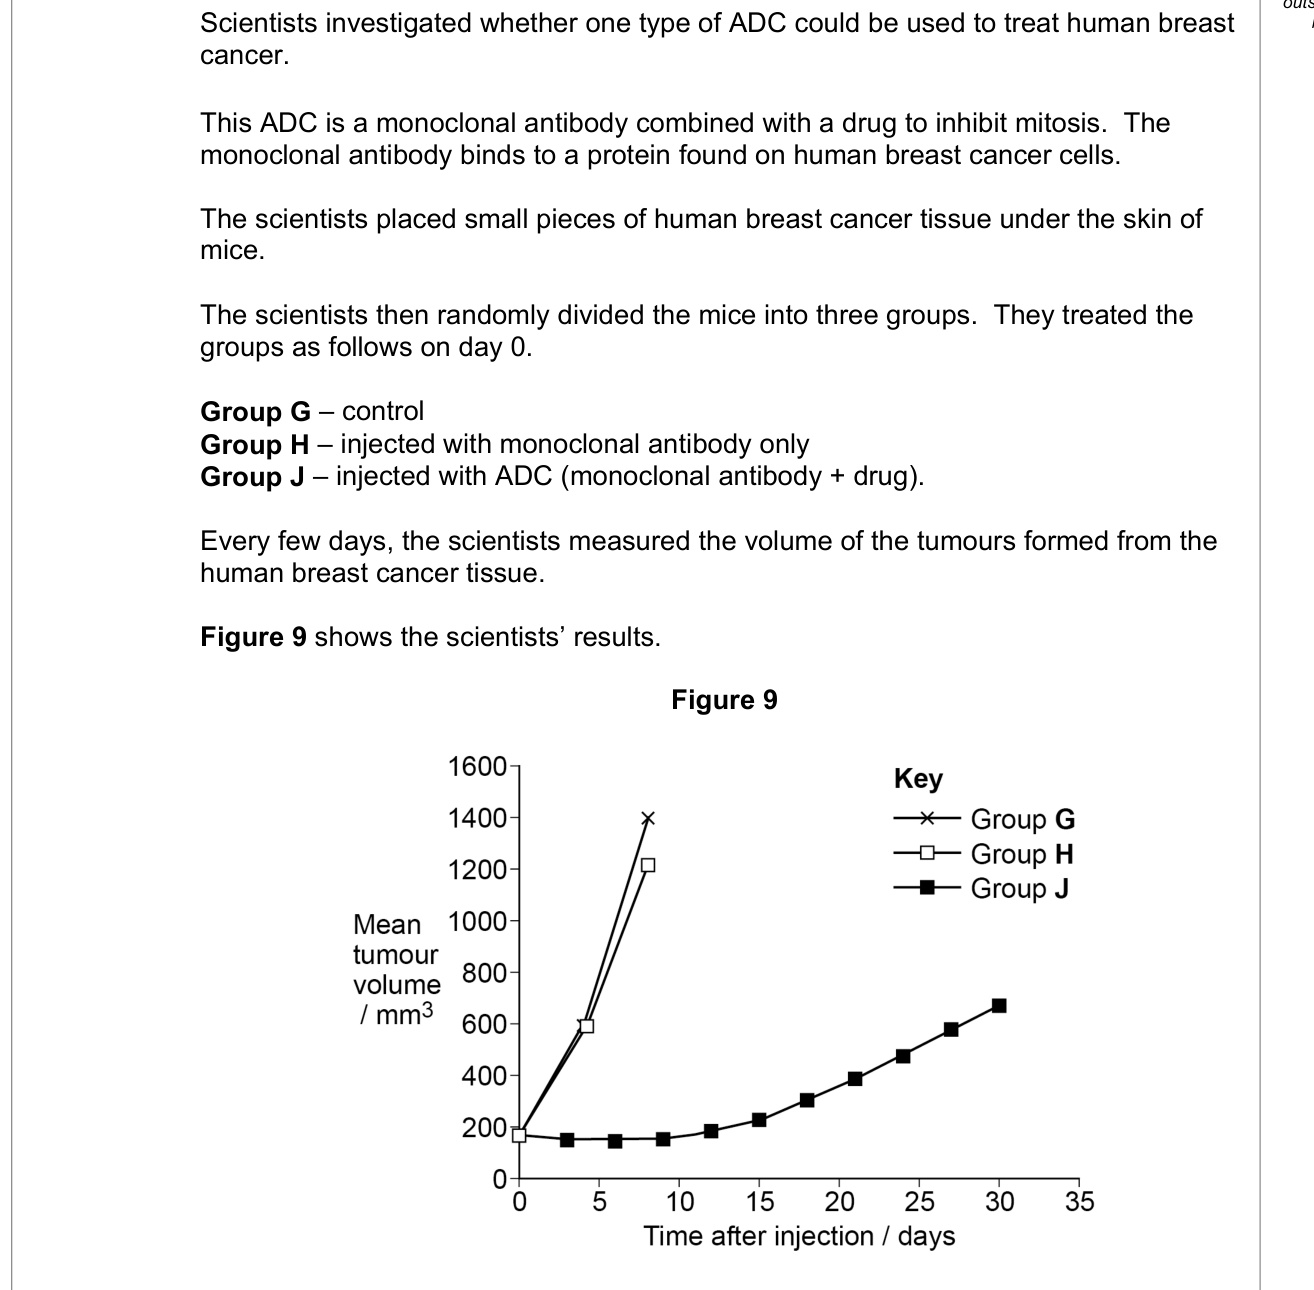 outs
Scientists investigated whether one type of ADC could be used to treat human breast
cancer.
This ADC is a monoclonal antibody combined with a drug to inhibit mitosis.  The
monoclonal antibody binds to a protein found on human breast cancer cells.
The scientists placed small pieces of human breast cancer tissue under the skin of
mice.
The scientists then randomly divided the mice into three groups.  They treated the
groups as follows on day 0.
Group G – control
Group H – injected with monoclonal antibody only
Group J – injected with ADC (monoclonal antibody + drug).
Every few days, the scientists measured the volume of the tumours formed from the
human breast cancer tissue.
Figure 9 shows the scientists’ results.
Figure 9
1600
1400
1200
1000
800
600
400
200
0
Mean
tumour
volume
/ mm3
Key
Group G
Group H
Group J
0 5 10 15 20 25 30 35
Time after injection / days